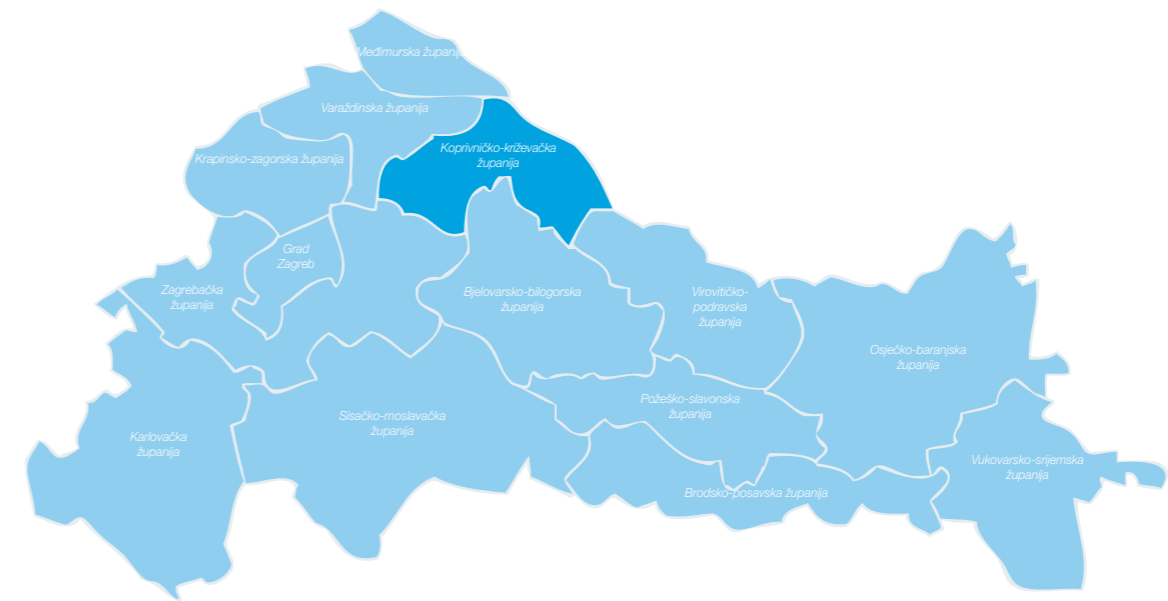 Međimurska županija
Varaždinska županija
Koprivničko-križevačka
županija
Krapinsko-zagorska županija
Grad
Zagreb
Zagrebačka
županija
Bjelovarsko-bilogorska
županija
Virovitičko-
podravska
županija
Osječko-baranjska
županija
Požeško-slavonska
županija
Sisačko-moslavačka
županija
Karlovačka
županija
Vukovarsko-srijemska
županija
Brodsko-posavska županija